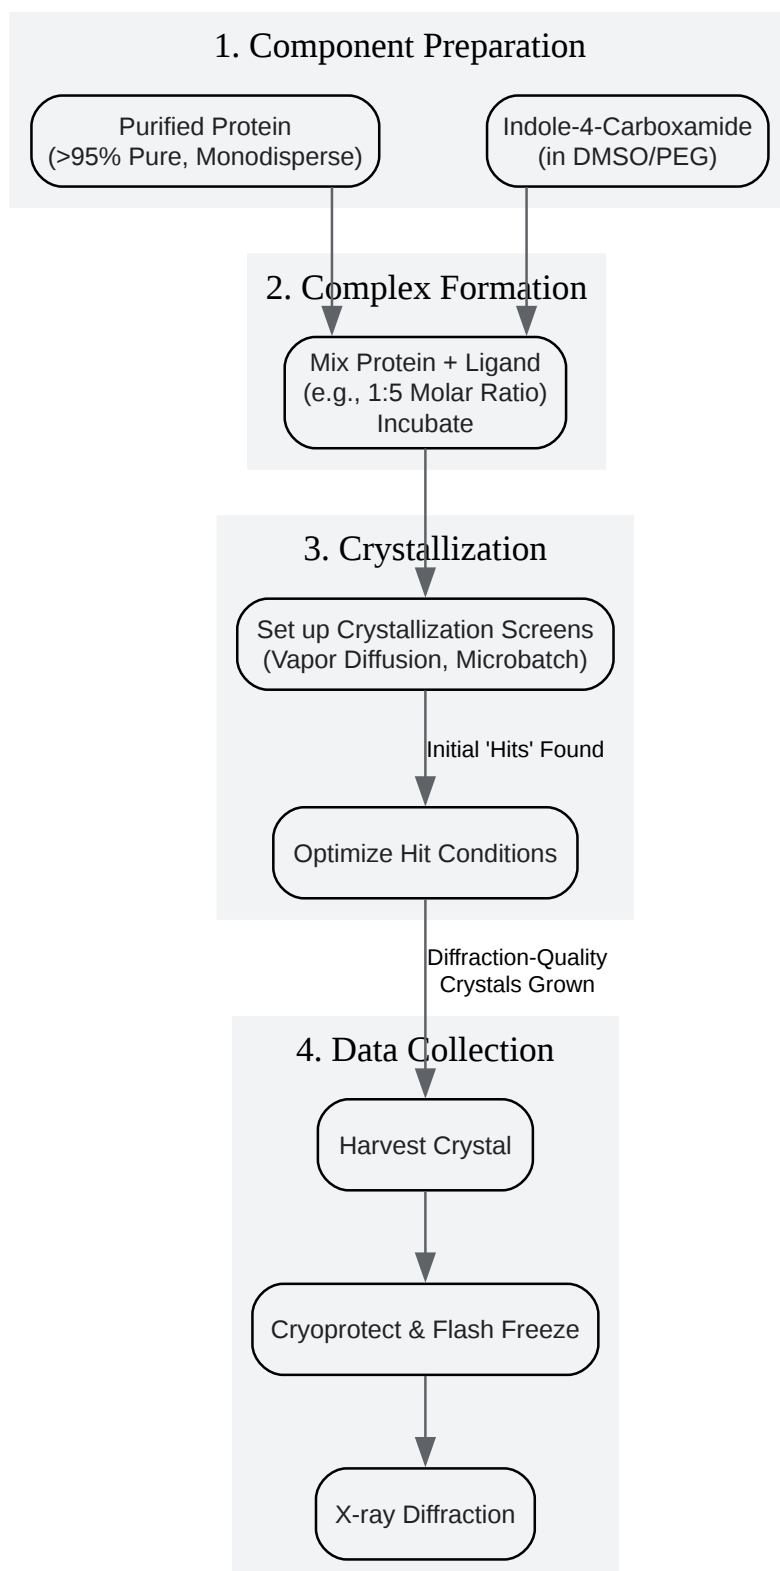 1. Component Preparation
Purified Protein
(>95% Pure, Monodisperse)
Indole-4-Carboxamide
(in DMSO/PEG)
2. Complex Formation
Mix Protein + Ligand
(e.g., 1:5 Molar Ratio)
Incubate
3. Crystallization
Set up Crystallization Screens
(Vapor Diffusion, Microbatch)
Initial 'Hits' Found
Optimize Hit Conditions
Diffraction-Quality
Crystals Grown
4. Data Collection
Harvest Crystal
Cryoprotect & Flash Freeze
X-ray Diffraction